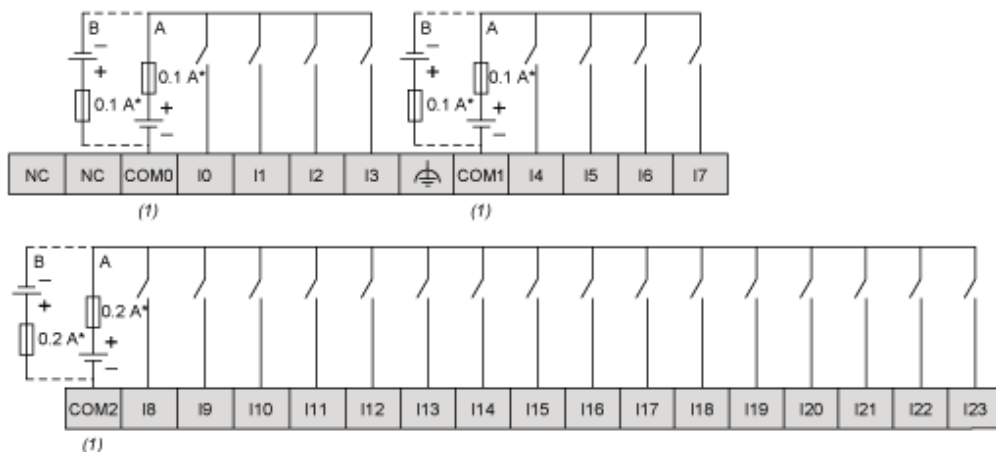 B A B A
− −
+ 0.1 A* + 0.1 A*
0.1 A* + 0.1 A* +
− −
NC NC COM0 I0 I1 I2 I3 COM1 I4 I5 I6 I7
(1) (1)
B A
−
+ 0.2 A*
0.2 A* +
−
COM2 I8 I9 I10 I11 I12 I13 I14 I15 I16 I17 I18 I19 I20 I21 I22 I23
(1)